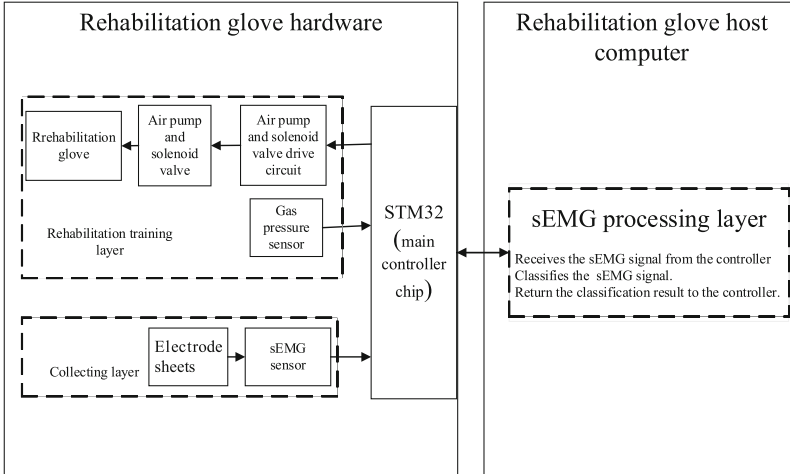 Rehabilitation glove hardware
Rrehabilitation
glove
Air pump
and
solenoid
valve
Air pump
and solenoid
valve drive
circuit
Gas
pressure
sensor
Rehabilitation training
layer
Electrode
sheets
sEMG
sensor
Collecting layer
STM32
(main
controller
chip)
Rehabilitation glove host
computer
sEMG processing layer
Receives the sEMG signal from the controller
Classifies the sEMG signal.
Return the classification result to the controller.